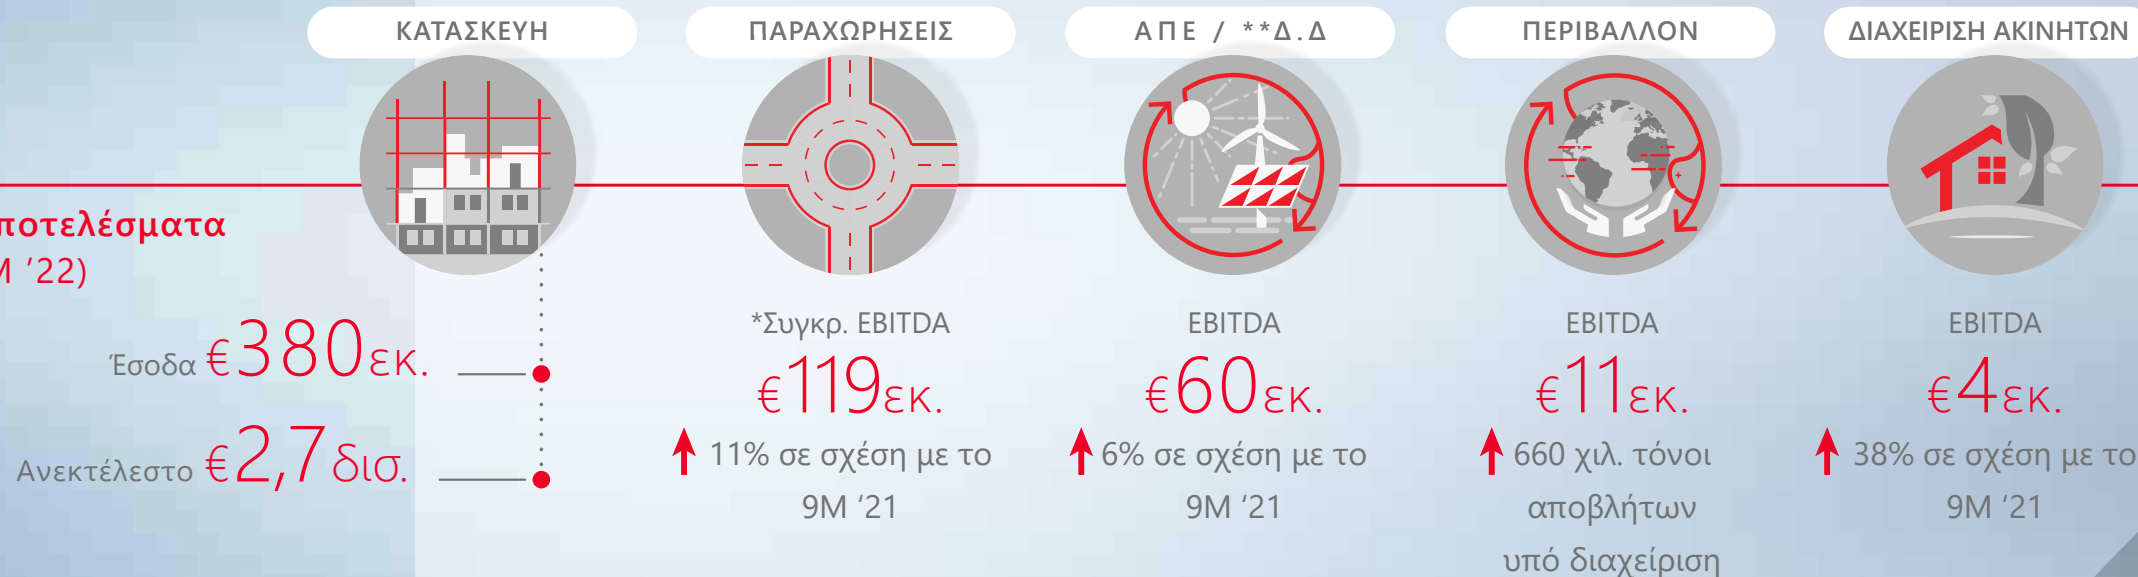 ΚΑΤΑΣΚΕΥΗ
ΠΑΡΑΧΩΡΗΣΕΙΣ
ΑΠΕ / **Δ.Δ
ΠΕΡΙΒΑΛΛΟΝ
ΔΙΑΧΕΙΡΙΣΗ ΑΚΙΝΗΤΩΝ
ποτελέσματα
Μ ’22)
Έσοδα €380εκ.
Ανεκτέλεστο €2,7δισ.
*Συγκρ. EBITDA
€119εκ.
11% σε σχέση με το
9Μ ‘21
EBITDA
€60εκ.
6% σε σχέση με το
9Μ ‘21
EBITDA
€11εκ.
660 χιλ. τόνοι
αποβλήτων
υπό διαχείριση
EBITDA
€4εκ.
38% σε σχέση με το
9Μ ‘21